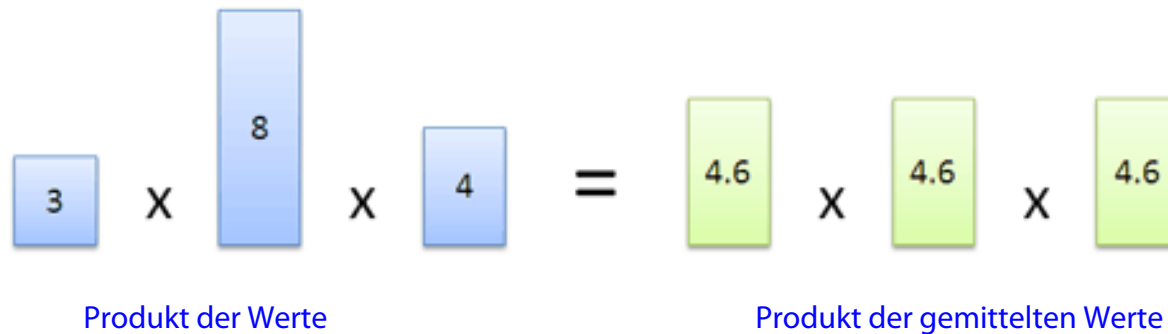 3 x 8 x 4 = 4.6 x 4.6 x 4.6
Produkt der Werte
Produkt der gemittelten Werte